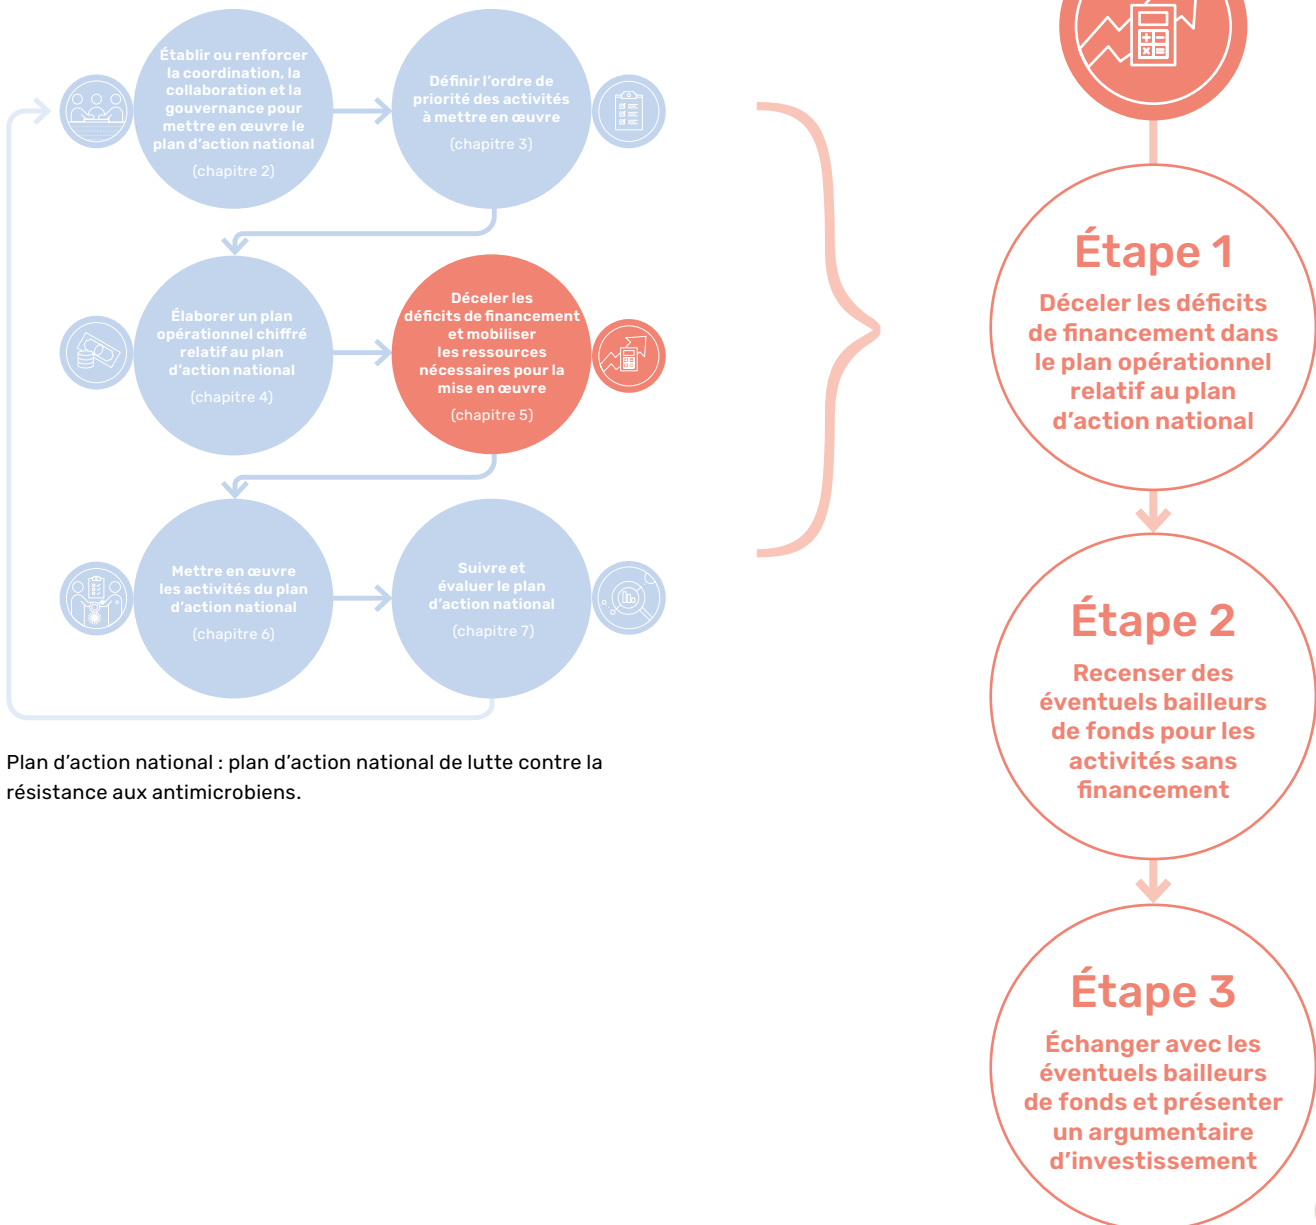 Établir ou renforcer
la coordination, la
collaboration et la
gouvernance pour
mettre en œuvre le
plan d’action national
(chapitre 2)
Définir l’ordre de
priorité des activités
à mettre en œuvre
(chapitre 3)
Élaborer un plan
opérationnel chiffré
relatif au plan
d’action national
(chapitre 4)
Déceler les
déficits de financement
et mobiliser
les ressources
nécessaires pour la
mise en œuvre
(chapitre 5)
Mettre en œuvre
les activités du plan
d’action national
(chapitre 6)
Suivre et
évaluer le plan
d’action national
(chapitre 7)
Plan d’action national : plan d’action national de lutte contre la
résistance aux antimicrobiens.
Étape 1
Déceler les déficits
de financement dans
le plan opérationnel
relatif au plan
d’action national
Étape 2
Recenser des
éventuels bailleurs
de fonds pour les
activités sans
financement
Étape 3
Échanger avec les
éventuels bailleurs
de fonds et présenter
un argumentaire
d’investissement